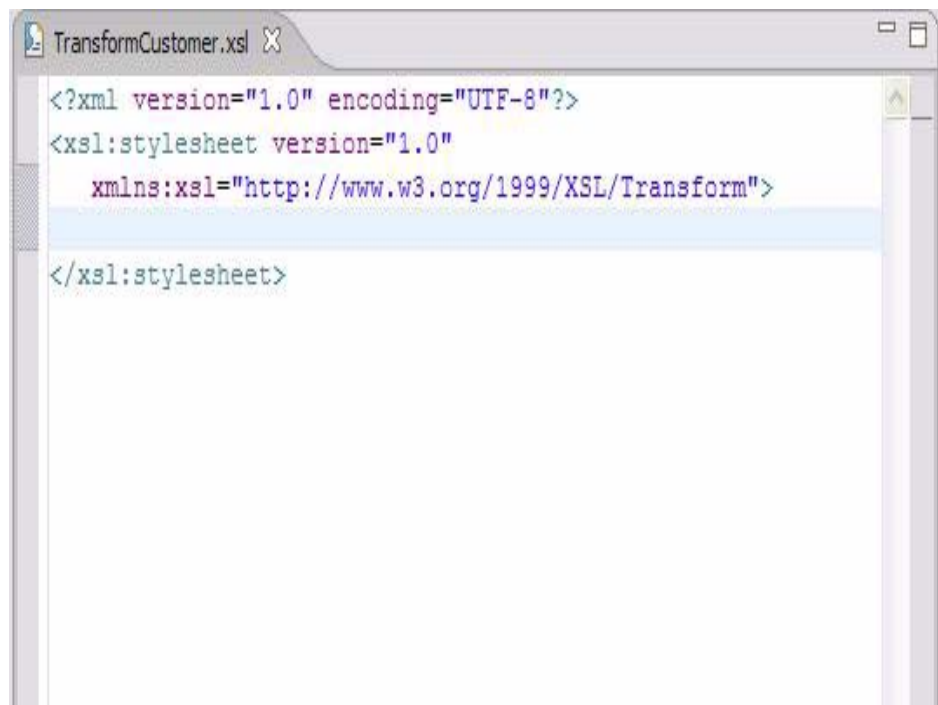 TransformCustomer.xsl
<?xml version="1.0" encoding="UTF-8"?>
<xsl:stylesheet version="1.0"
xmlns:xsl="http://www.w3.org/1999/XSL/Transform">
</xsl:stylesheet>